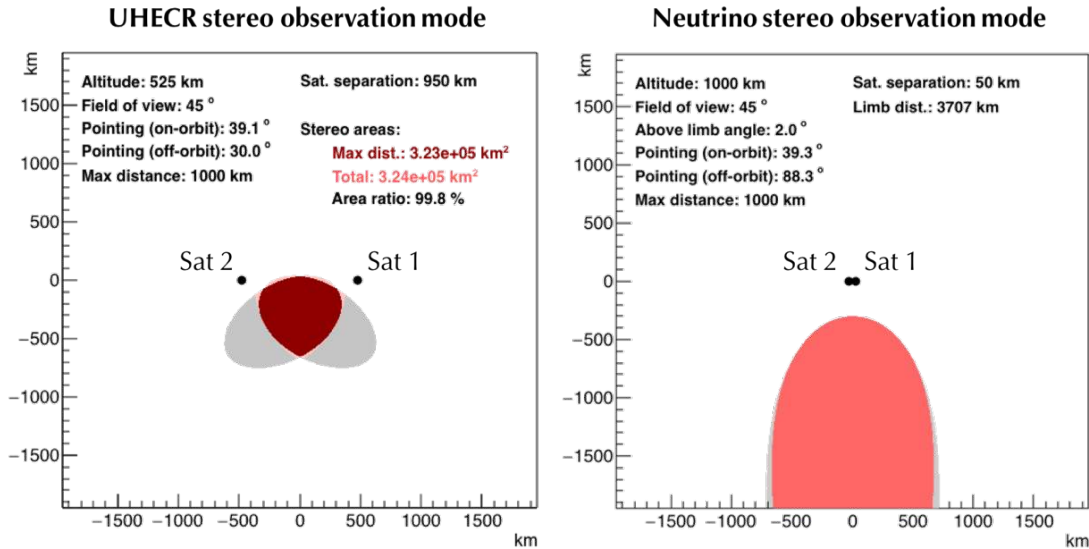 UHECR stereo observation mode
km
Altitude: 525 km
Field of view: 45 °
Pointing (on-orbit): 39.1 °
Pointing (off-orbit): 30.0 °
Max distance: 1000 km
Sat. separation: 950 km
Stereo areas:
Max dist.: 3.23e+05 km²
Total: 3.24e+05 km²
Area ratio: 99.8 %
1500
1000
500
0
−500
−1000
−1500
Sat 2
Sat 1
−1500 −1000 −500 0 500 1000 1500
km
Neutrino stereo observation mode
km
Altitude: 1000 km
Field of view: 45 °
Above limb angle: 2.0 °
Pointing (on-orbit): 39.3 °
Pointing (off-orbit): 88.3 °
Max distance: 1000 km
Sat. separation: 50 km
Limb dist.: 3707 km
1500
1000
500
0
−500
−1000
−1500
Sat 2
Sat 1
−1500 −1000 −500 0 500 1000 1500
km